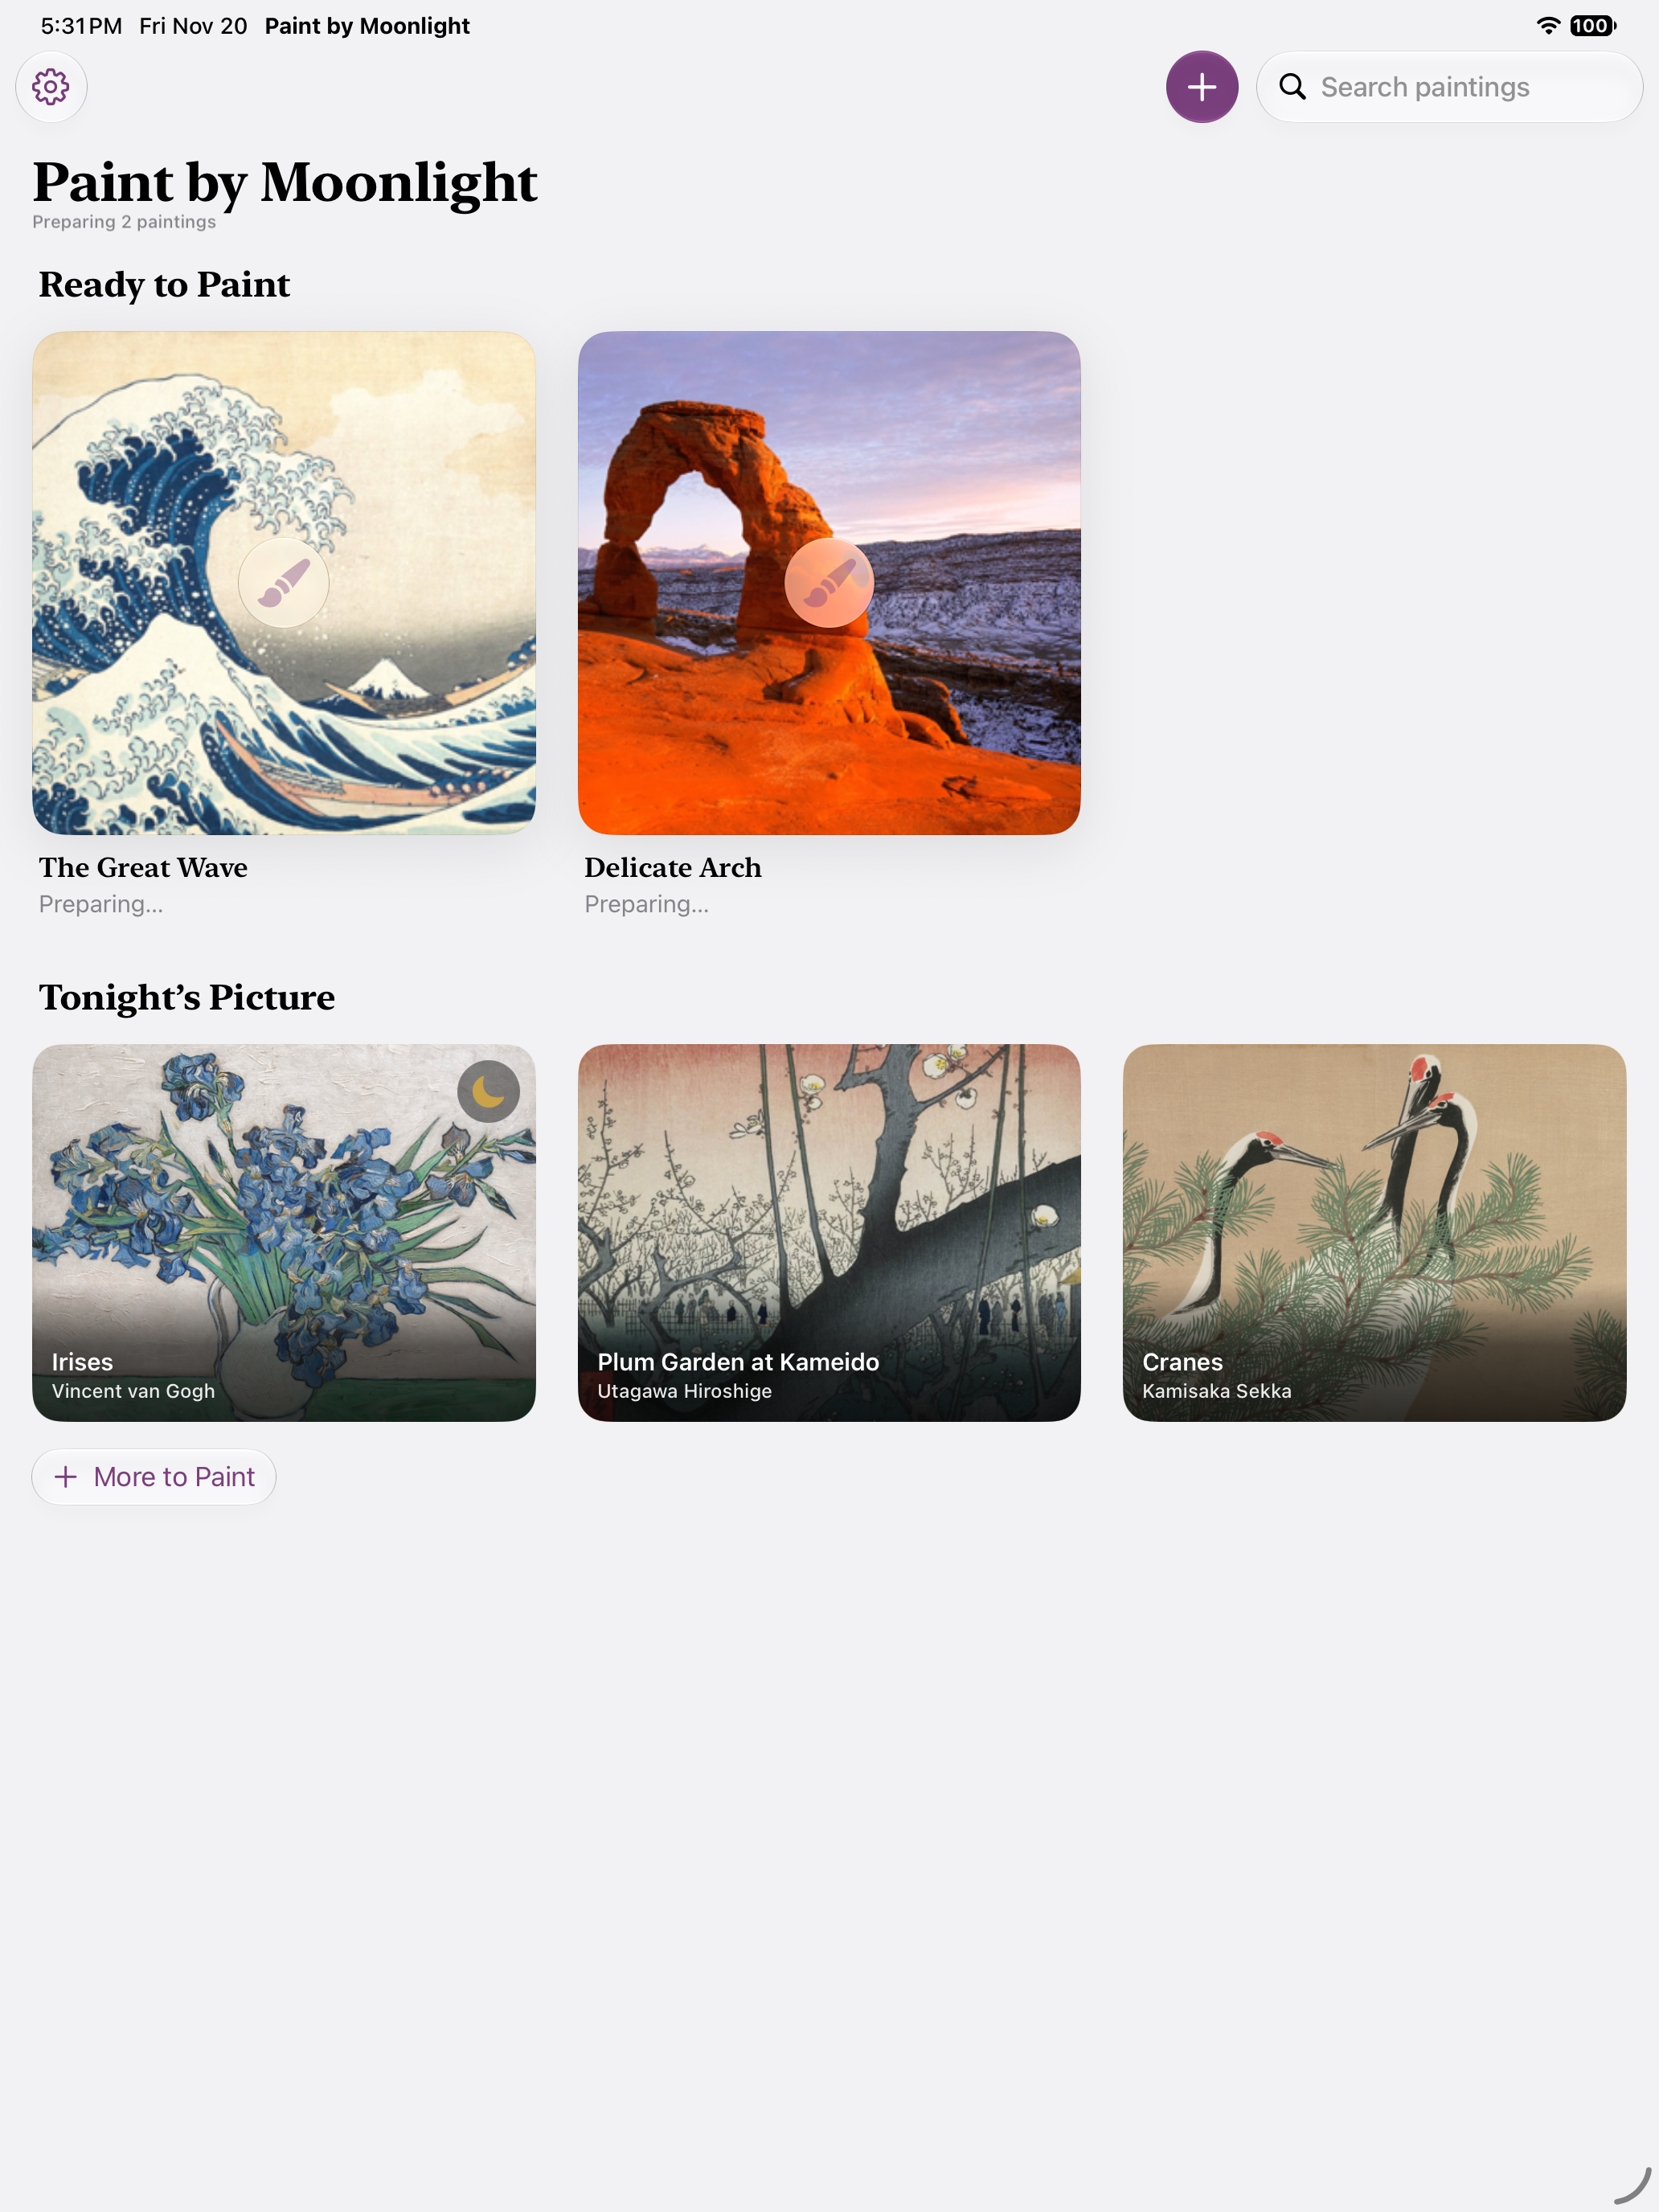 5:31 PM Fri Nov 20 Paint by Moonlight
100
Search paintings
Paint by Moonlight
Preparing 2 paintings
Ready to Paint
The Great Wave
Preparing...
Delicate Arch
Preparing...
Tonight’s Picture
Irises
Vincent van Gogh
Plum Garden at Kameido
Utagawa Hiroshige
Cranes
Kamisaka Sekka
More to Paint